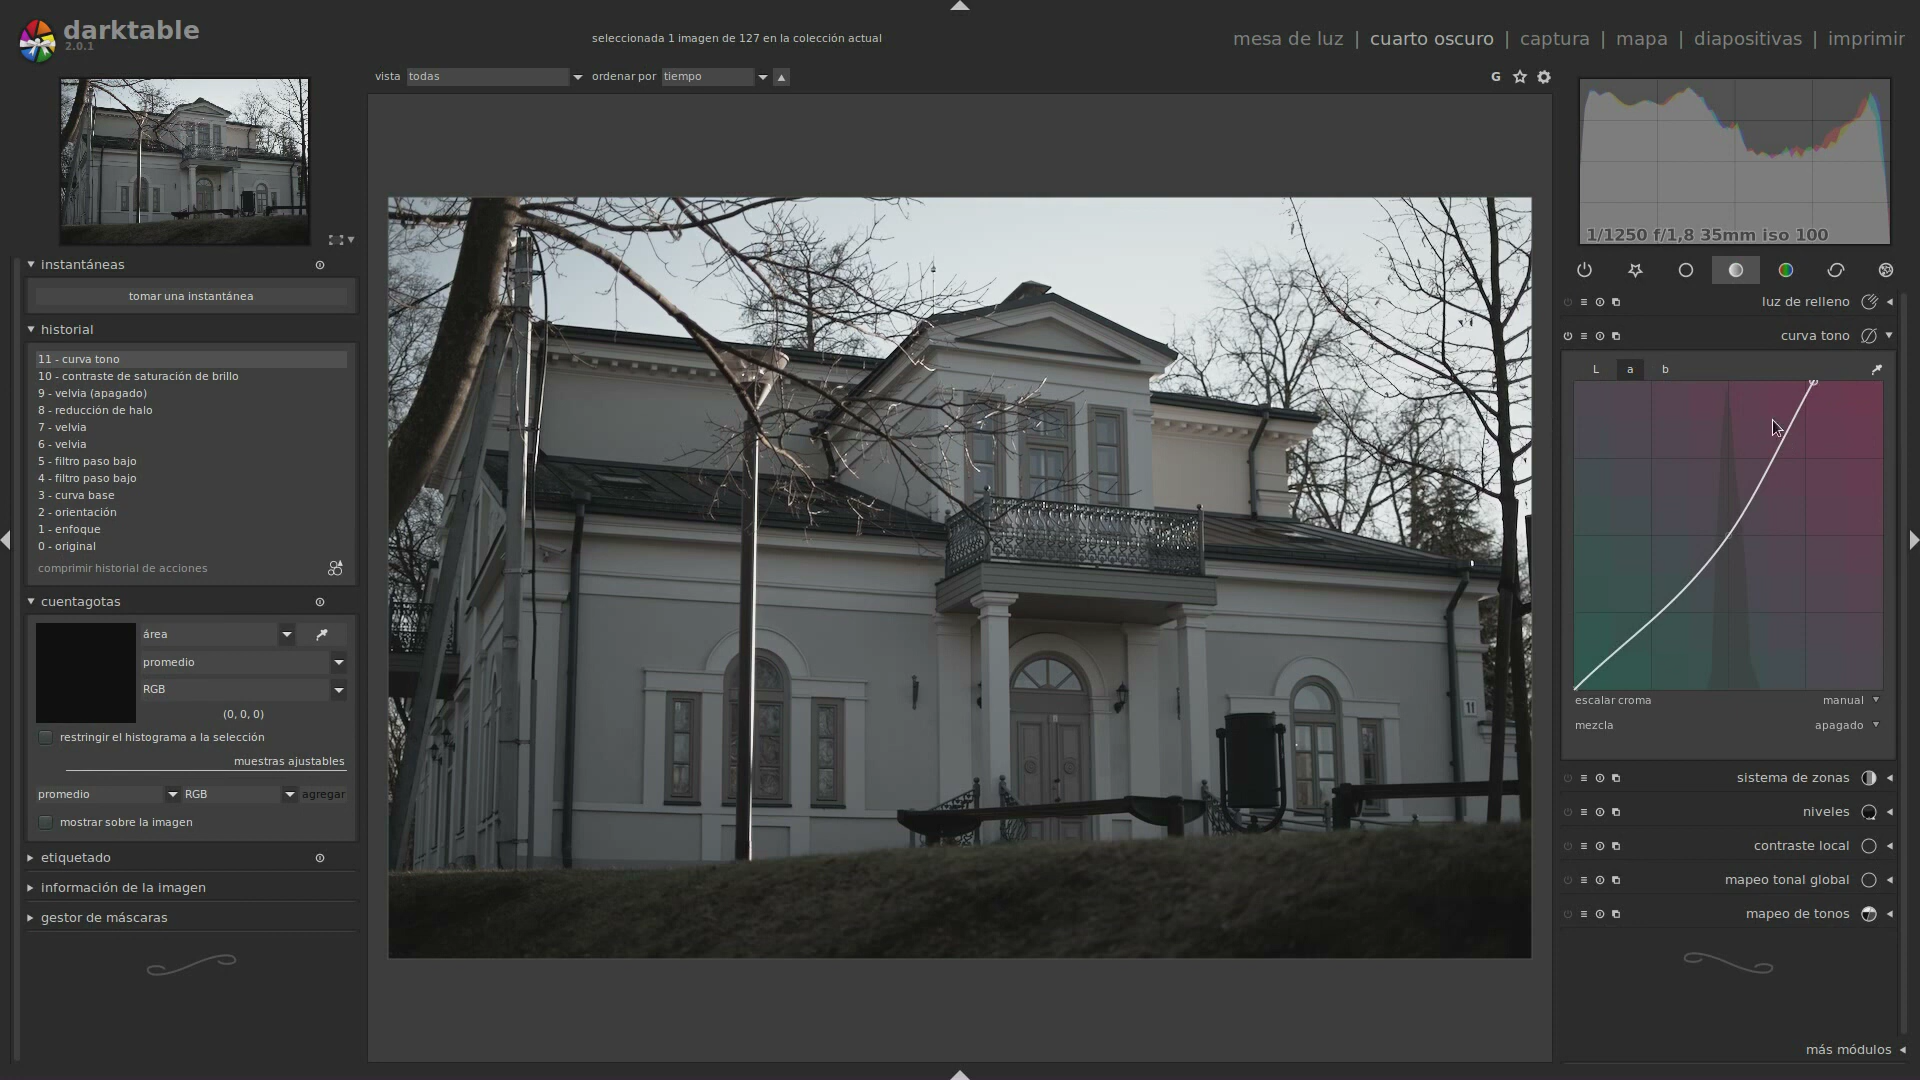 darktable
2.0.1
seleccionada 1 imagen de 127 en la colección actual
mesa de luz | cuarto oscuro | captura | mapa | diapositivas | imprimir
vista todas ordenar por tiempo
G
1/1250 f/1,8 35mm iso 100
instantáneas
tomar una instantánea
historial
11 - curva tono
10 - contraste de saturación de brillo
9 - velvia (apagado)
8 - reducción de halo
7 - velvia
6 - velvia
5 - filtro paso bajo
4 - filtro paso bajo
3 - curva base
2 - orientación
1 - enfoque
0 - original
comprimir historial de acciones
cuentagotas
área
promedio
RGB
(0, 0, 0)
restringir el histograma a la selección
muestras ajustables
promedio RGB agregar
mostrar sobre la imagen
etiquetado
información de la imagen
gestor de máscaras
11
luz de relleno
curva tono
L a b
escalar croma manual
mezcla apagado
sistema de zonas
niveles
contraste local
mapeo tonal global
mapeo de tonos
más módulos